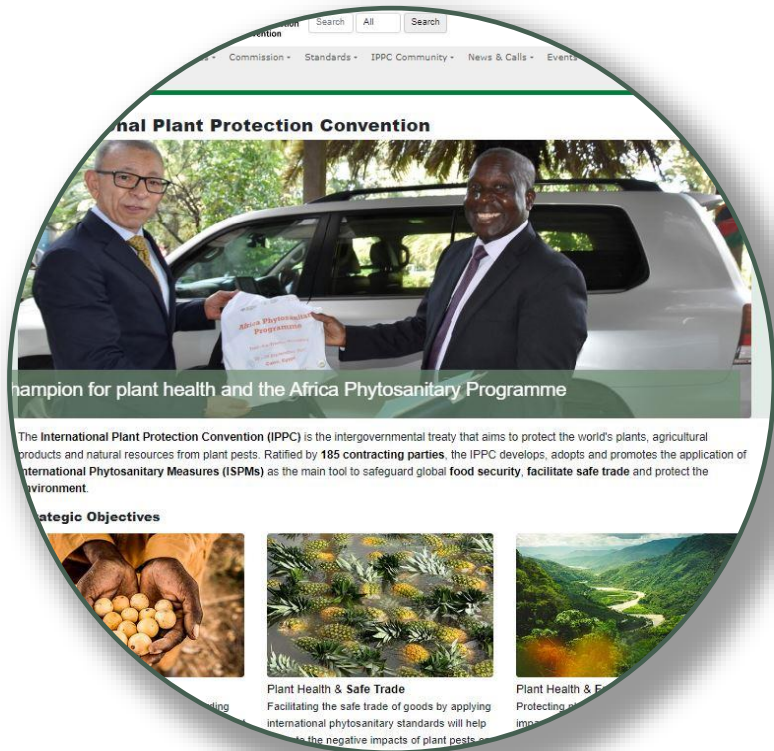 Search All Search
Commission Standards IPPC Community News & Calls Events
Plant Protection Convention
Africa Phytosanitary
Programme
Cairo, Egypt
hampion for plant health and the Africa Phytosanitary Programme
The International Plant Protection Convention (IPPC) is the intergovernmental treaty that aims to protect the world's plants, agricultural
products and natural resources from plant pests. Ratified by 185 contracting parties, the IPPC develops, adopts and promotes the application of
International Phytosanitary Measures (ISPMs) as the main tool to safeguard global food security, facilitate safe trade and protect the
environment.
Objectives
Plant Health & Safe Trade
Plant Health &
Facilitating the safe trade of goods by applying
Protecting
international phytosanitary standards will help
the negative impacts of plant pests